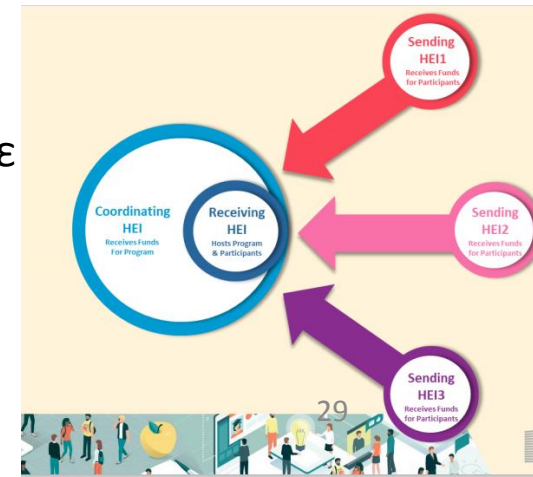 Sending
HEI1
Receives Funds
for Participants
ε
Coordinating
HEI
Receives Funds
For Program
Receiving
HEI
Hosts Program
& Participants
Sending
HEI2
Receives Funds
for Participants
Sending
HEI3
Receives Funds
for Participants
29